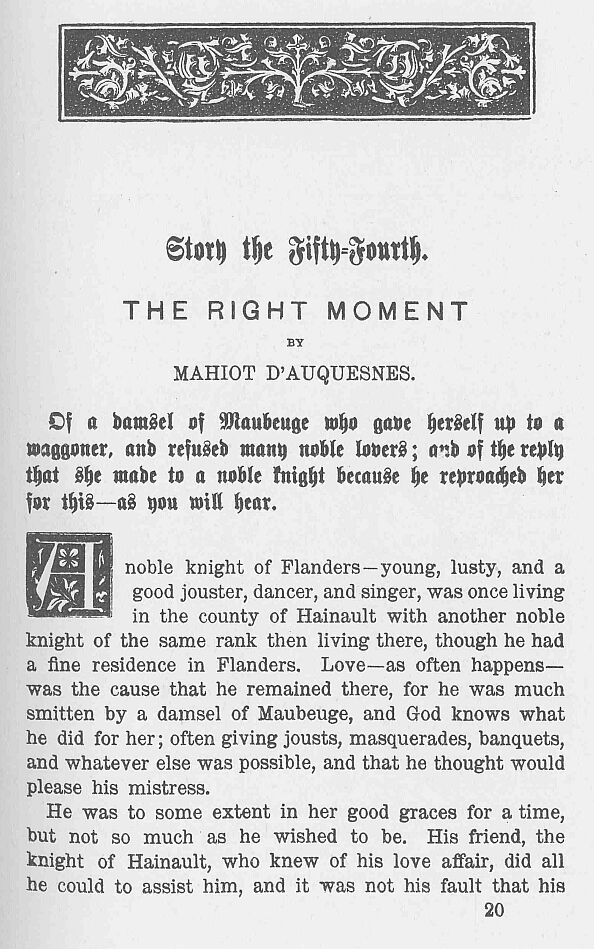 Story the Fifty-Fourth.
THE RIGHT MOMENT
BY
MAHIOT D'AUQUESNES.
Of a damsel of Maubeuge who gave herself up to a
waggoner, and refused many noble lovers; and of the reply
that she made to a noble knight because he reproached her
for this—as you will hear.
A noble knight of Flanders—young, lusty, and a
good jouster, dancer, and singer, was once living
in the county of Hainault with another noble
knight of the same rank then living there, though he had
a fine residence in Flanders. Love—as often happens—
was the cause that he remained there, for he was much
smitten by a damsel of Maubeuge, and God knows what
he did for her; often giving jousts, masquerades, banquets,
and whatever else was possible, and that he thought would
please his mistress.
He was to some extent in her good graces for a time,
but not so much as he wished to be. His friend, the
knight of Hainault, who knew of his love affair, did all
he could to assist him, and it was not his fault that his
20